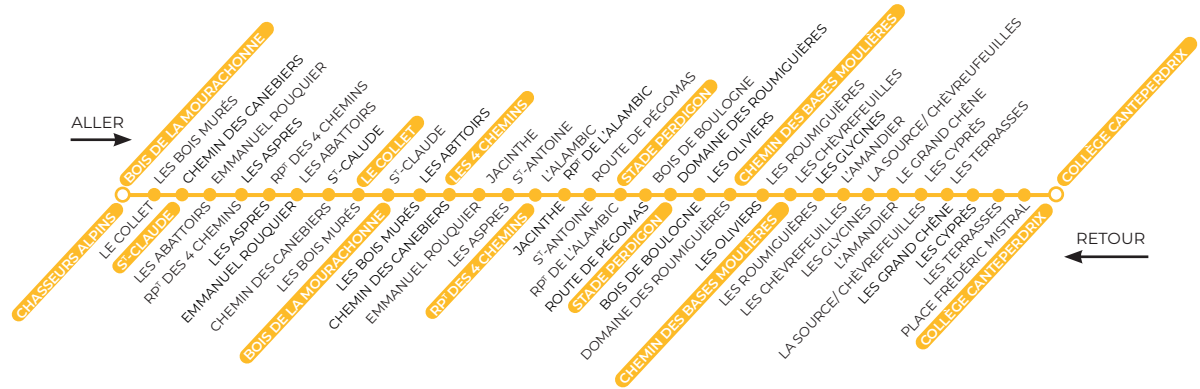 ALLER
BOIS DE LA MOURACHONNE
LES BOIS MURÉS
CHEMIN DES CANEBIERS
EMMANUEL ROUQUIER
LES ASPRES
RPᵀ DES 4 CHEMINS
LES ABATTOIRS
Sᵀ-CALUDE
LE COLLET
Sᵀ-CLAUDE
LES ABTTOIRS
LES 4 CHEMINS
JACINTHE
Sᵀ-ANTOINE
L'ALAMBIC
RPᵀ DE L'ALAMBIC
ROUTE DE PÉGOMAS
STADE PERDIGON
BOIS DE BOULOGNE
DOMAINE DES ROUMIGUIÈRES
LES OLIVIERS
CHEMIN DES BASES MOULIÈRES
LES ROUMIGUIÈRES
LES CHÈVREFEUILLES
LES GLYCINES
L'AMANDIER
LA SOURCE/ CHÈVREUFEUILLES
LE GRAND CHÊNE
LES CYPRÈS
LES TERRASSES
COLLÈGE CANTEPERDRIX
CHASSEURS ALPINS
LE COLLET
Sᵀ-CLAUDE
LES ABATTOIRS
RPᵀ DES 4 CHEMINS
LES ASPRES
EMMANUEL ROUQUIER
CHEMIN DES CANEBIERS
LES BOIS MURÉS
BOIS DE LA MOURACHONNE
LES BOIS MURÉS
CHEMIN DES CANEBIERS
EMMANUEL ROUQUIER
LES ASPRES
RPᵀ DES 4 CHEMINS
JACINTHE
Sᵀ-ANTOINE
RPᵀ DE L'ALAMBIC
ROUTE DE PÉGOMAS
STADE PERDIGON
BOIS DE BOULOGNE
DOMAINE DES ROUMIGUIÈRES
LES OLIVIERS
CHEMIN DES BASES MOULIÈRES
LES ROUMIGUIÈRES
LES CHÈVREFEUILLES
LES GLYCINES
L'AMANDIER
LA SOURCE/ CHÈVREFEUILLES
LES GRAND CHÊNE
LES CYPRÈS
LES TERRASSES
PLACE FRÉDÉRIC MISTRAL
COLLÈGE CANTEPERDRIX
RETOUR